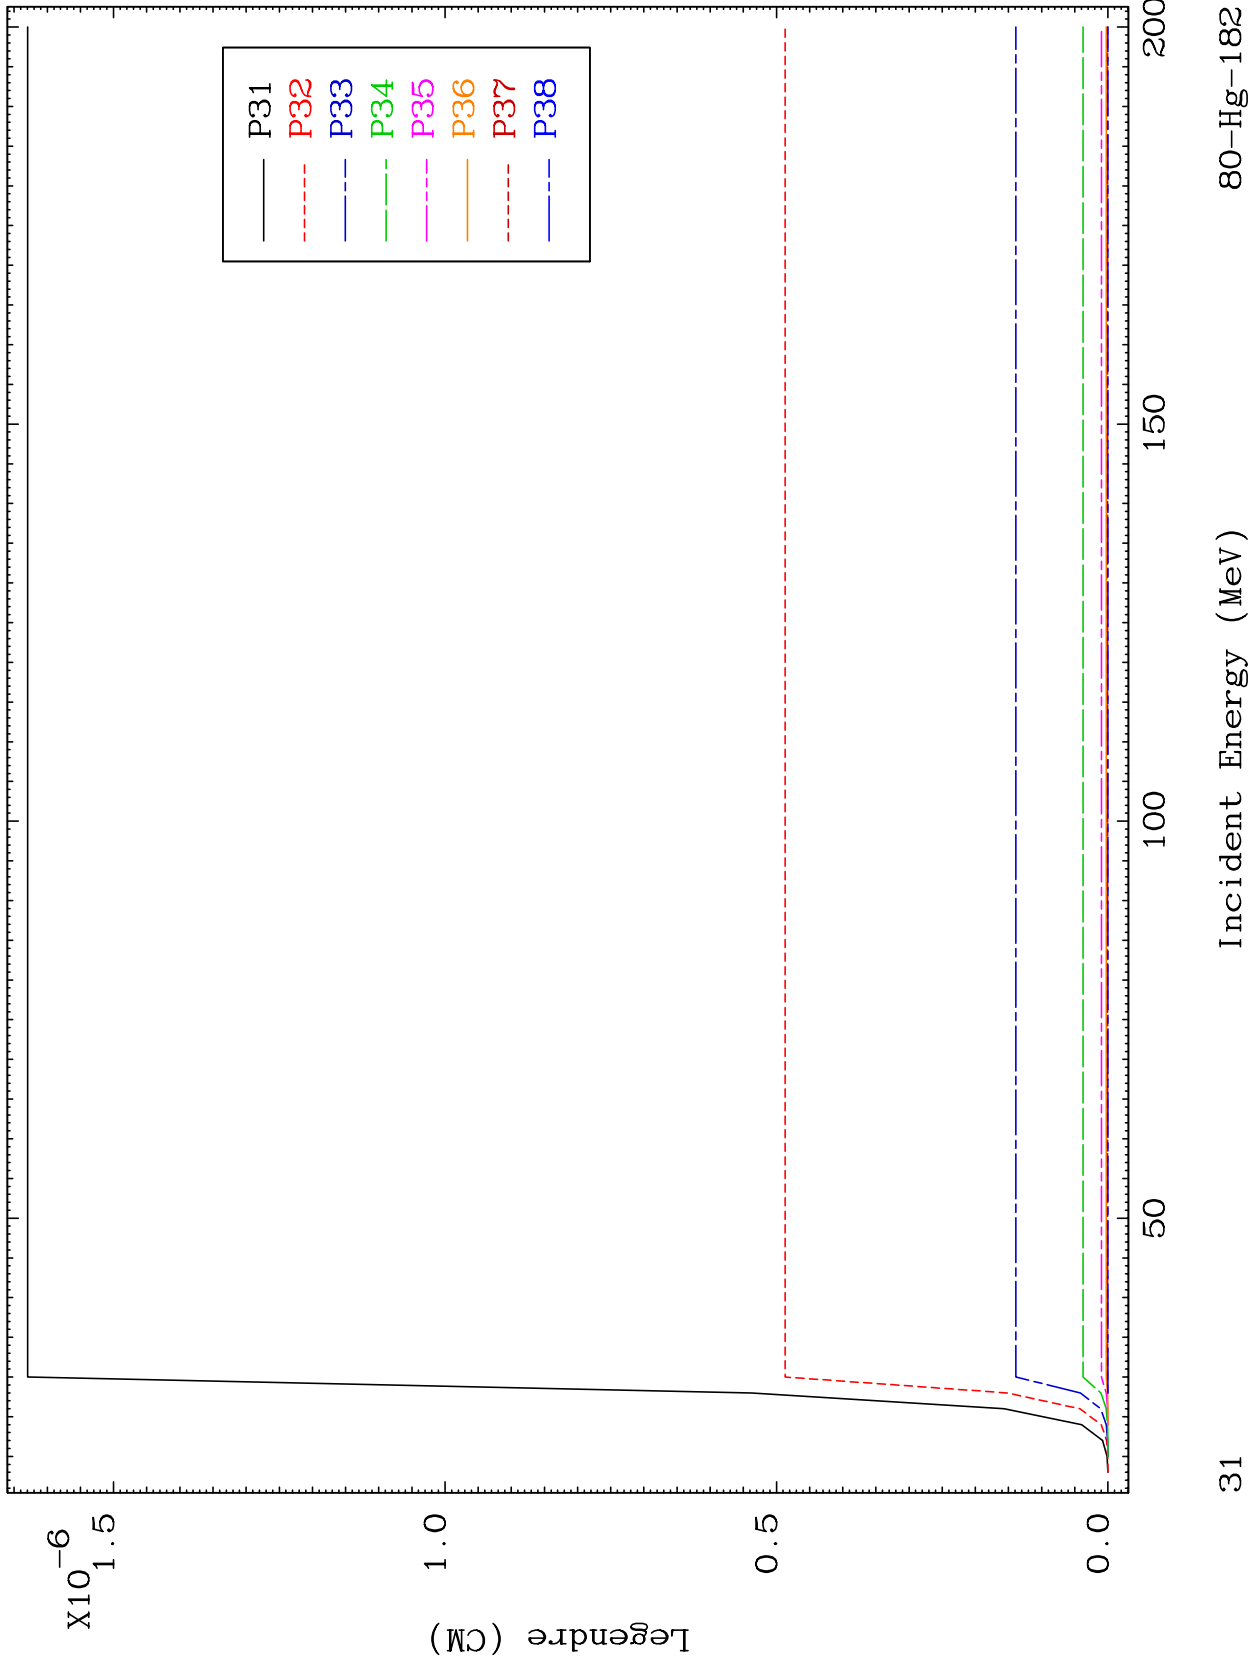 X10-6
1.5
1.0
0.5
0.0
Legendre (CM)
P31
P32
P33
P34
P35
P36
P37
P38
50
100
150
200
Incident Energy (MeV)
31
80-Hg-182